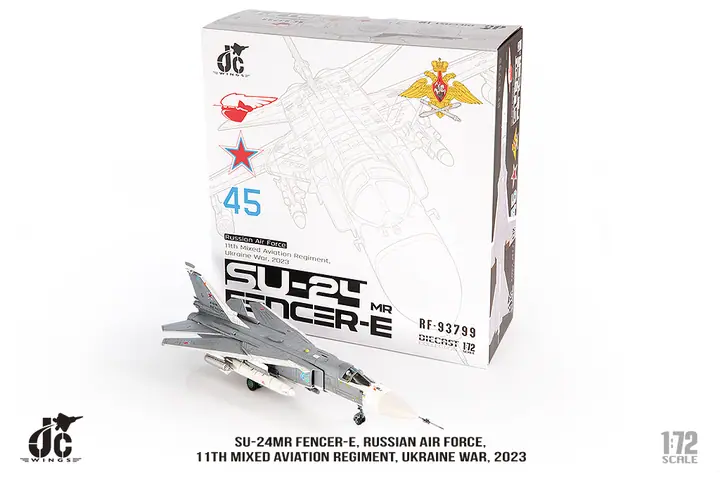 JC
WINGS
45
Russian Air Force
11th Mixed Aviation Regiment,
Ukraine War, 2023
SU-24 MR
FENCER-E
RF-93799
DIECAST 1:72
SCALE
JC
WINGS
SU-24MR FENCER-E, RUSSIAN AIR FORCE,
11TH MIXED AVIATION REGIMENT, UKRAINE WAR, 2023
1:72
SCALE